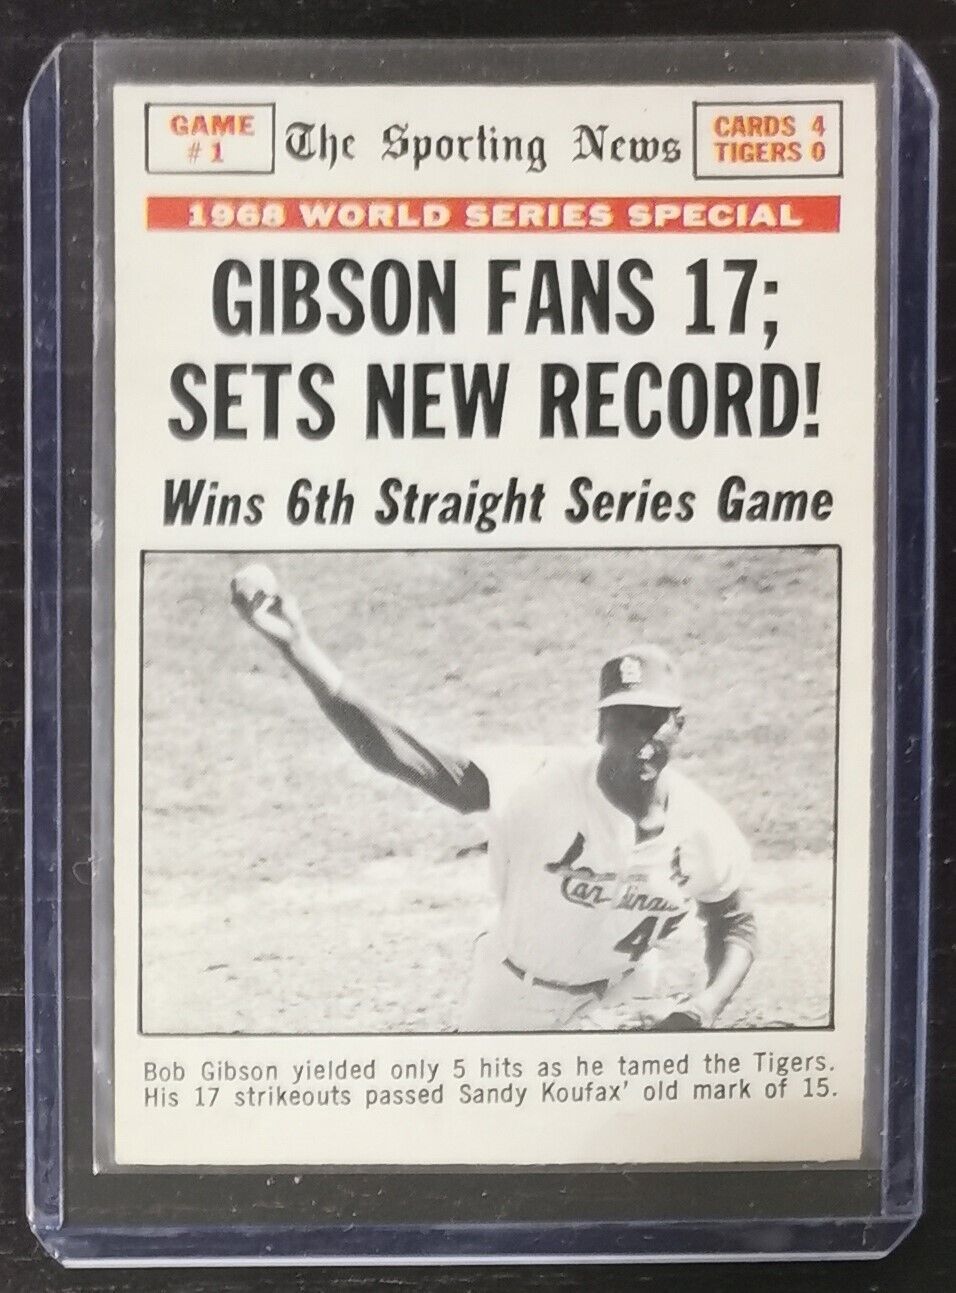 GAME
# 1
The Sporting News
CARDS 4
TIGERS 0
1968 WORLD SERIES SPECIAL
GIBSON FANS 17;
SETS NEW RECORD!
Wins 6th Straight Series Game
Cardinals
45
Bob Gibson yielded only 5 hits as he tamed the Tigers.
His 17 strikeouts passed Sandy Koufax' old mark of 15.